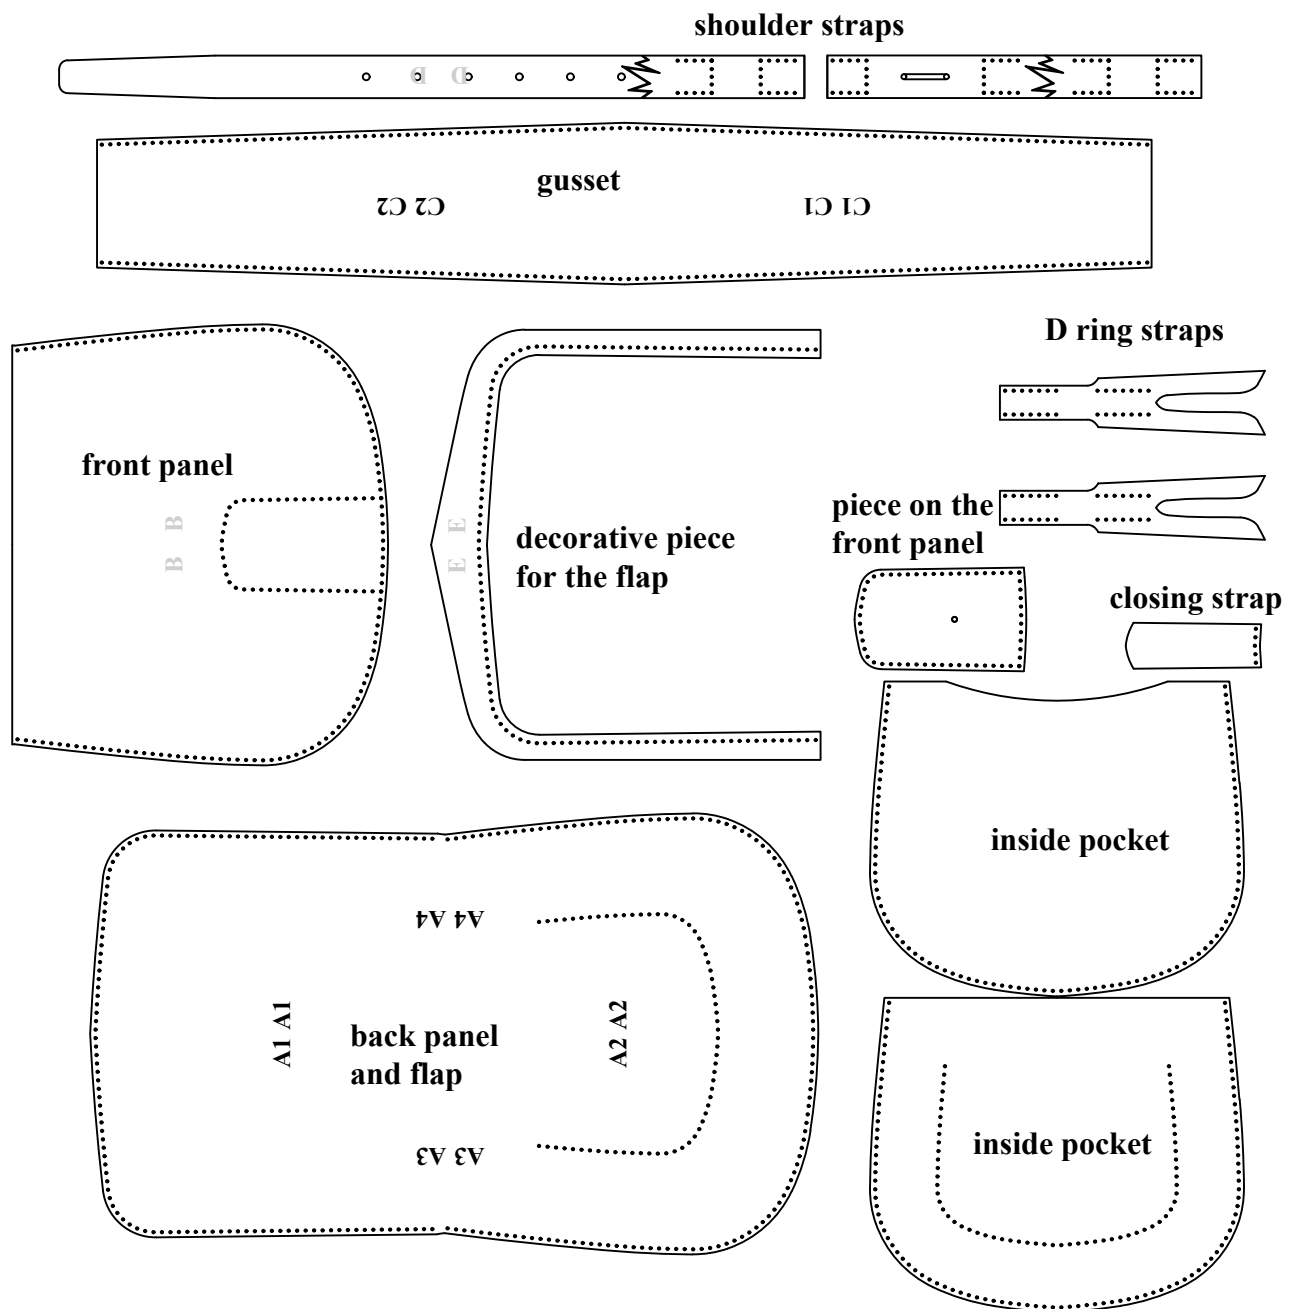 shoulder straps
D D
gusset
C2 C2
C1 C1
D ring straps
front panel
B B
E E
decorative piece
for the flap
piece on the
front panel
closing strap
inside pocket
A4 A4
A1 A1
back panel
and flap
A2 A2
A3 A3
inside pocket